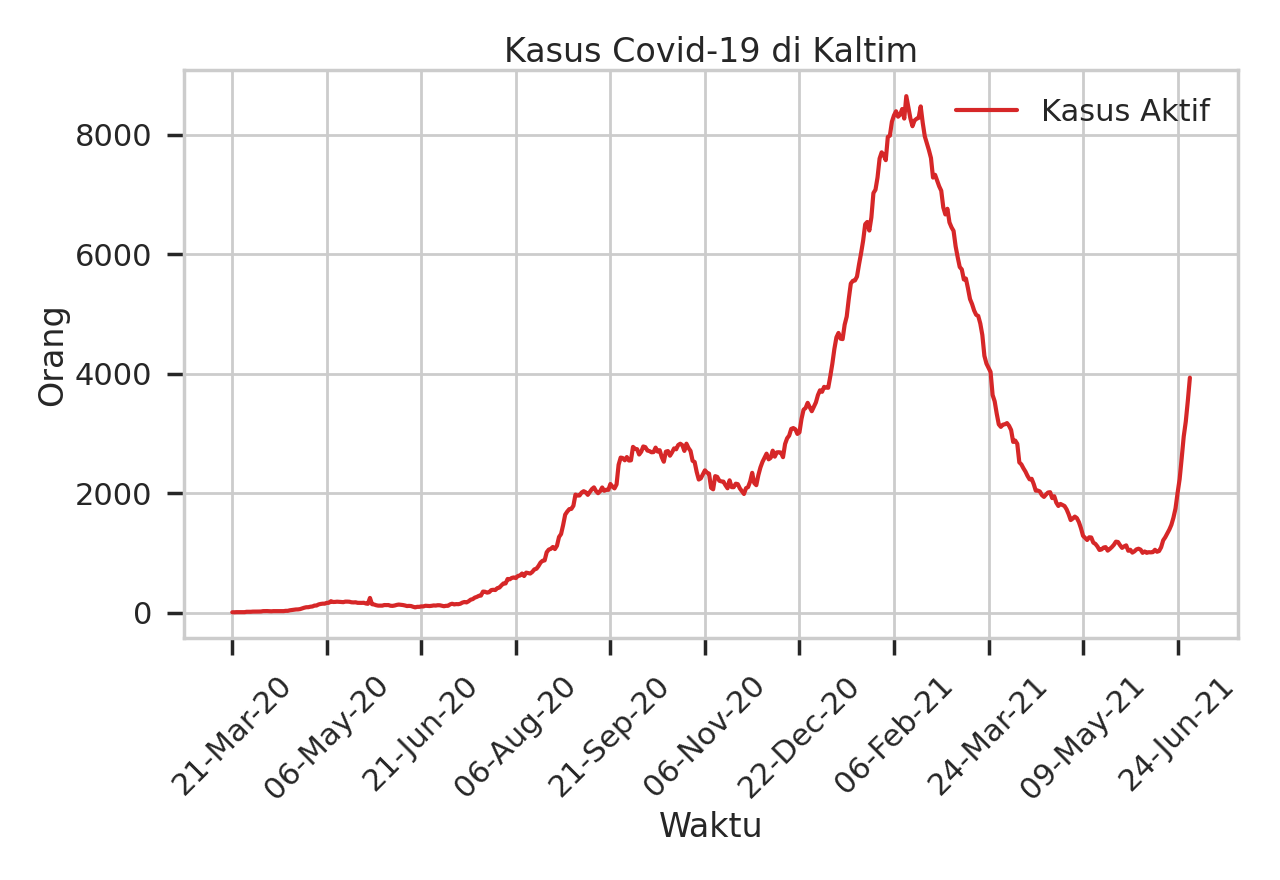 Kasus Covid-19 di Kaltim
Kasus Aktif
Orang
8000
6000
4000
2000
0
21-Mar-20
06-May-20
21-Jun-20
06-Aug-20
21-Sep-20
06-Nov-20
22-Dec-20
06-Feb-21
24-Mar-21
09-May-21
24-Jun-21
Waktu